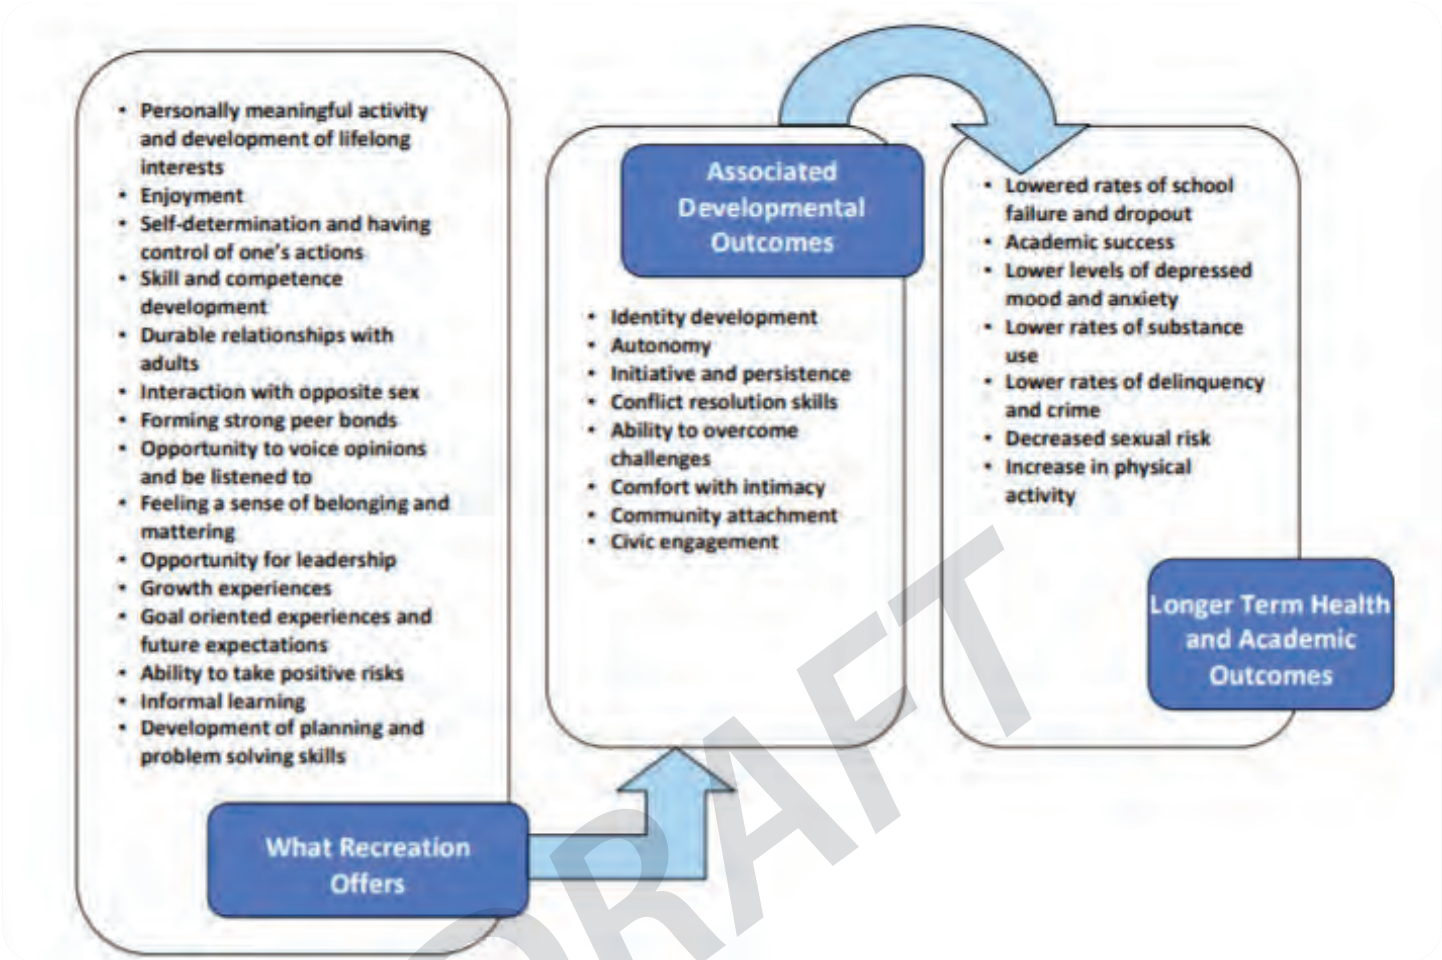 • Personally meaningful activity
and development of lifelong
interests
• Enjoyment
• Self-determination and having
control of one's actions
• Skill and competence
development
• Durable relationships with
adults
• Interaction with opposite sex
• Forming strong peer bonds
• Opportunity to voice opinions
and be listened to
• Feeling a sense of belonging and
mattering
• Opportunity for leadership
• Growth experiences
• Goal oriented experiences and
future expectations
• Ability to take positive risks
• Informal learning
• Development of planning and
problem solving skills
What Recreation
Offers
Associated
Developmental
Outcomes
• Identity development
• Autonomy
• Initiative and persistence
• Conflict resolution skills
• Ability to overcome
challenges
• Comfort with intimacy
• Community attachment
• Civic engagement
• Lowered rates of school
failure and dropout
• Academic success
• Lower levels of depressed
mood and anxiety
• Lower rates of substance
use
• Lower rates of delinquency
and crime
• Decreased sexual risk
• Increase in physical
activity
Longer Term Health
and Academic
Outcomes
DRAFT